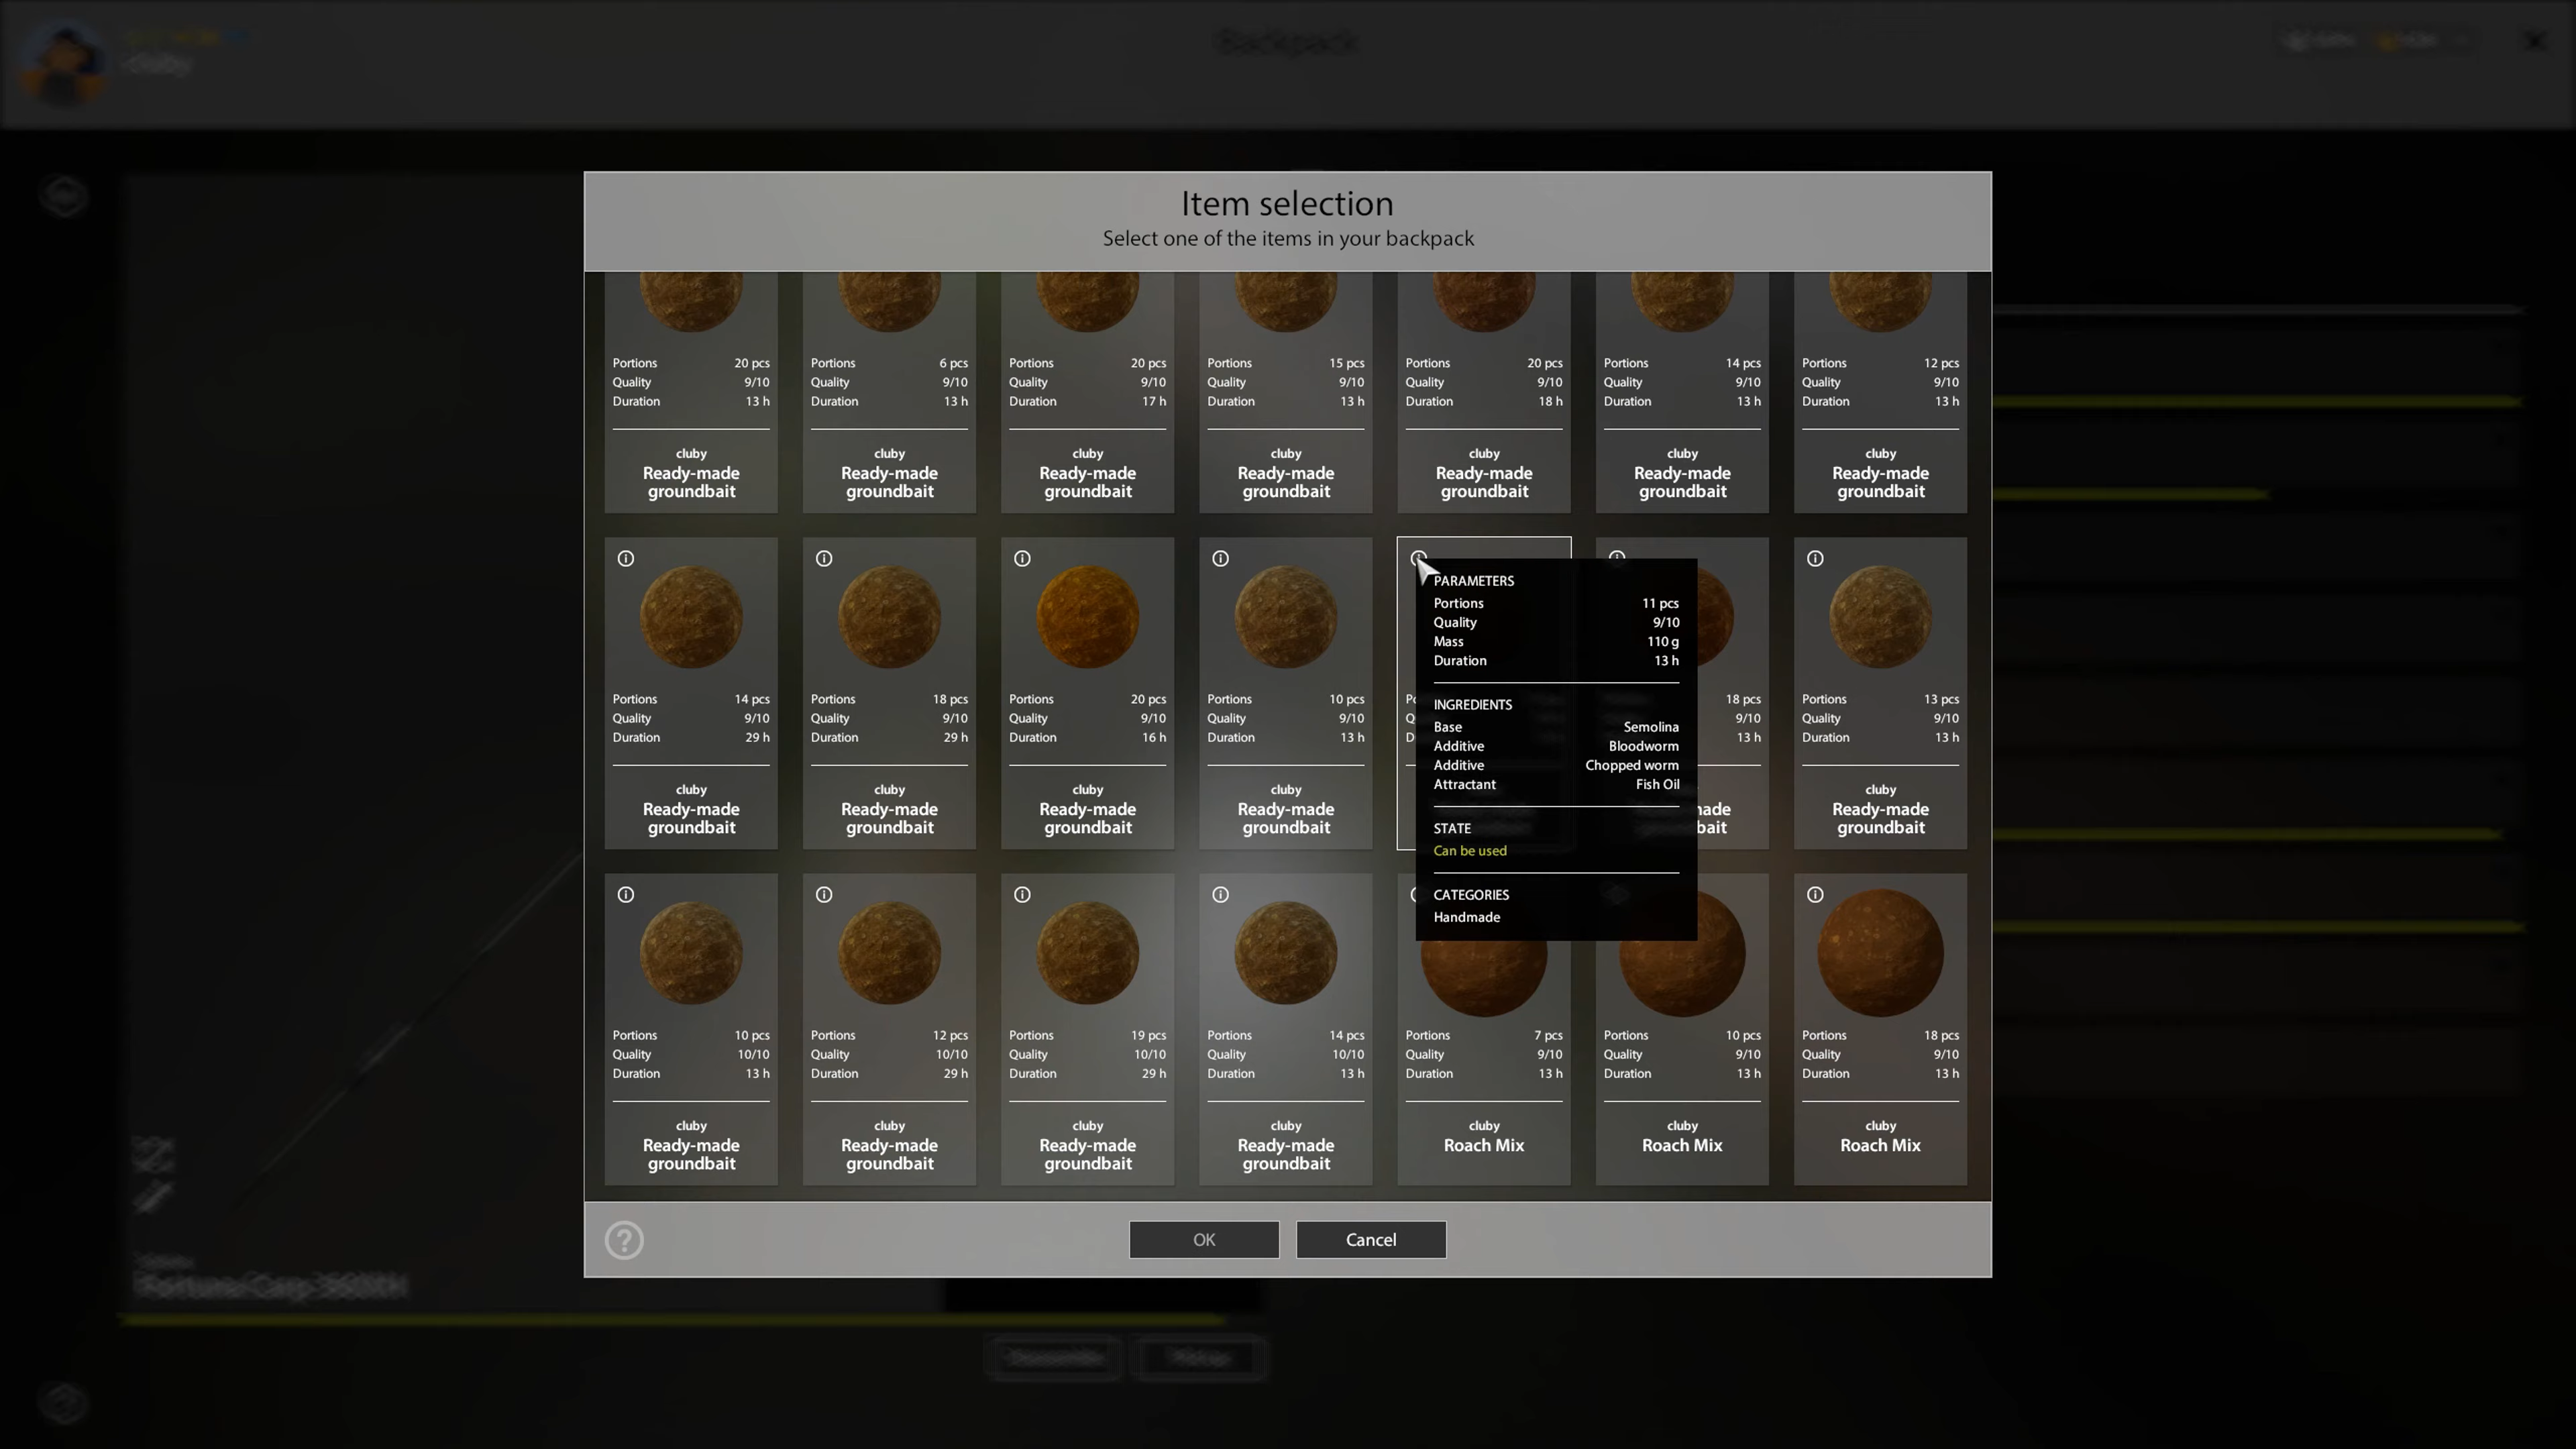 Backpack
cluby
Item selection
Select one of the items in your backpack
Portions 20 pcs
Quality 9/10
Duration 13 h
cluby
Ready-made
groundbait
Portions 6 pcs
Quality 9/10
Duration 13 h
cluby
Ready-made
groundbait
Portions 20 pcs
Quality 9/10
Duration 17 h
cluby
Ready-made
groundbait
Portions 15 pcs
Quality 9/10
Duration 13 h
cluby
Ready-made
groundbait
Portions 20 pcs
Quality 9/10
Duration 18 h
cluby
Ready-made
groundbait
Portions 14 pcs
Quality 9/10
Duration 13 h
cluby
Ready-made
groundbait
Portions 12 pcs
Quality 9/10
Duration 13 h
cluby
Ready-made
groundbait
Portions 14 pcs
Quality 9/10
Duration 29 h
cluby
Ready-made
groundbait
Portions 18 pcs
Quality 9/10
Duration 29 h
cluby
Ready-made
groundbait
Portions 20 pcs
Quality 9/10
Duration 16 h
cluby
Ready-made
groundbait
Portions 10 pcs
Quality 9/10
Duration 13 h
cluby
Ready-made
groundbait
PARAMETERS
Portions 11 pcs
Quality 9/10
Mass 110 g
Duration 13 h
INGREDIENTS
Base Semolina
Additive Bloodworm
Additive Chopped worm
Attractant Fish Oil
STATE
Can be used
CATEGORIES
Handmade
18 pcs
9/10
13 h
Portions 13 pcs
Quality 9/10
Duration 13 h
cluby
Ready-made
groundbait
Portions 10 pcs
Quality 10/10
Duration 13 h
cluby
Ready-made
groundbait
Portions 12 pcs
Quality 10/10
Duration 29 h
cluby
Ready-made
groundbait
Portions 19 pcs
Quality 10/10
Duration 29 h
cluby
Ready-made
groundbait
Portions 14 pcs
Quality 10/10
Duration 13 h
cluby
Ready-made
groundbait
Portions 7 pcs
Quality 9/10
Duration 13 h
cluby
Roach Mix
Portions 10 pcs
Quality 9/10
Duration 13 h
cluby
Roach Mix
Portions 18 pcs
Quality 9/10
Duration 13 h
cluby
Roach Mix
OK
Cancel